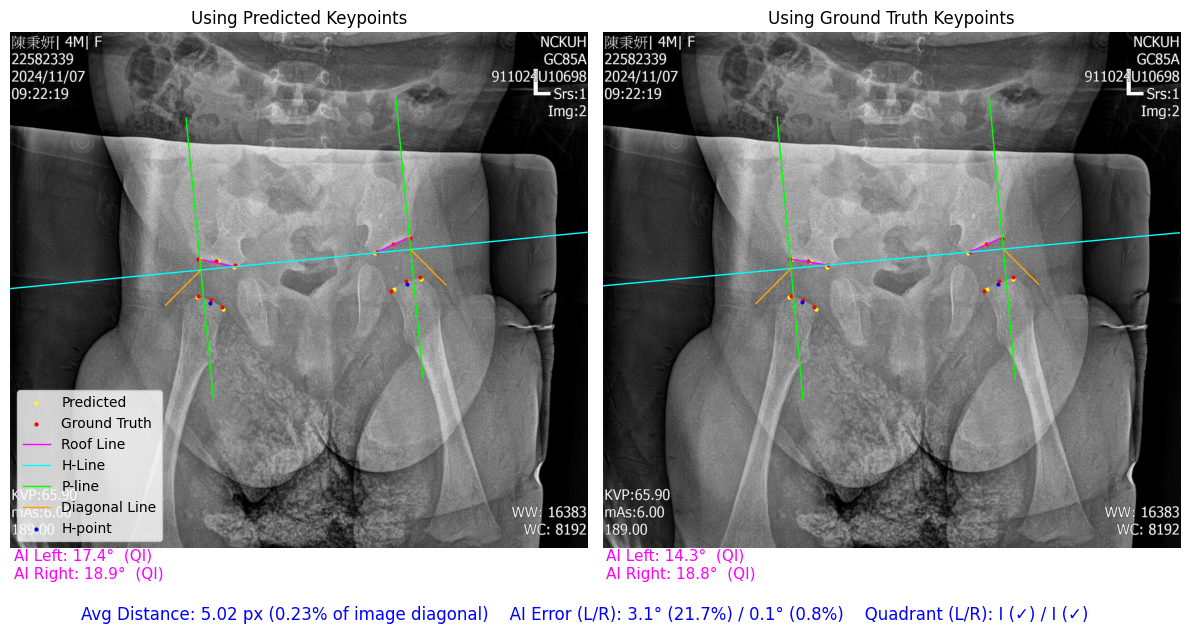 Using Predicted Keypoints
陳秉妍| 4M| F
22582339
2024/11/07
09:22:19
NCKUH
GC85A
911024U10698
L
Srs:1
Img:2
Predicted
Ground Truth
Roof Line
H-Line
P-line
Diagonal Line
H-point
KVP:65.90
mAs:6.00
189.00
WW: 16383
WC: 8192
AI Left: 17.4° (QI)
AI Right: 18.9° (QI)
Using Ground Truth Keypoints
陳秉妍| 4M| F
22582339
2024/11/07
09:22:19
NCKUH
GC85A
911024U10698
L
Srs:1
Img:2
KVP:65.90
mAs:6.00
189.00
WW: 16383
WC: 8192
AI Left: 14.3° (QI)
AI Right: 18.8° (QI)
Avg Distance: 5.02 px (0.23% of image diagonal) AI Error (L/R): 3.1° (21.7%) / 0.1° (0.8%) Quadrant (L/R): I (✓) / I (✓)